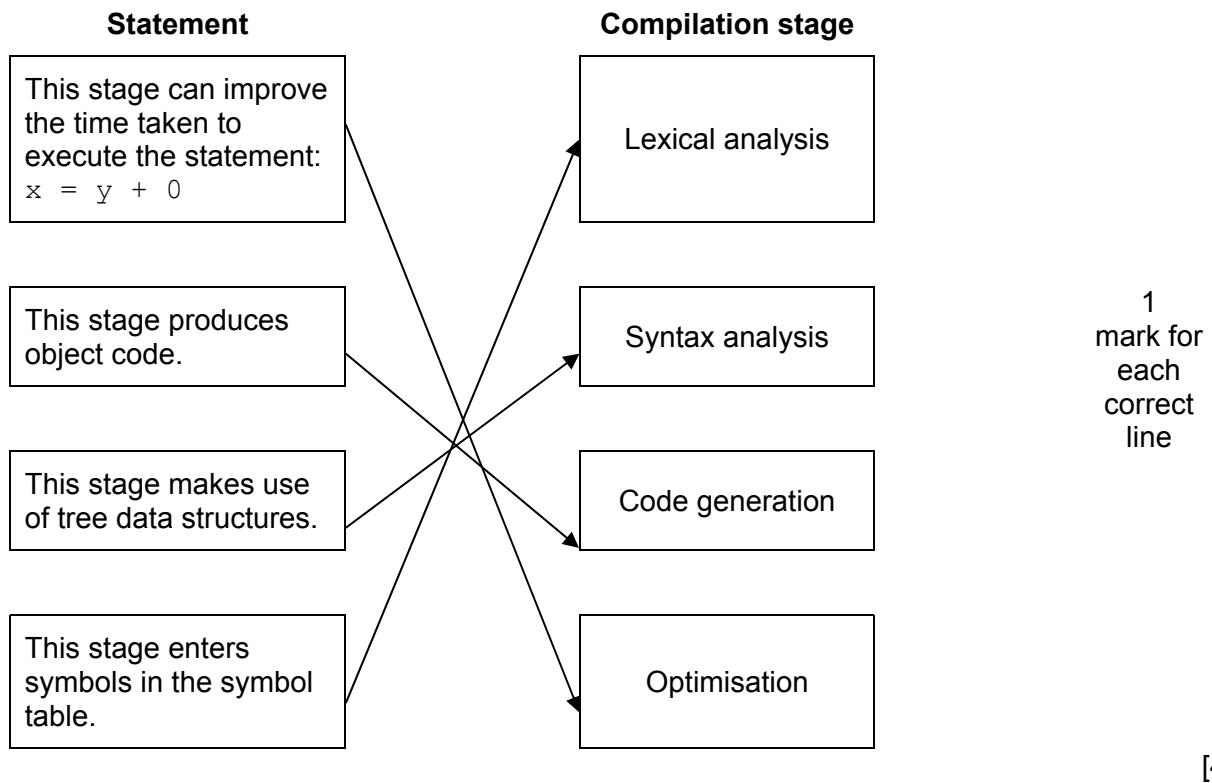 Statement
Compilation stage
This stage can improve
the time taken to
execute the statement:
x = y + 0
Lexical analysis
This stage produces
object code.
Syntax analysis
1
mark for
each
correct
line
This stage makes use
of tree data structures.
Code generation
This stage enters
symbols in the symbol
table.
Optimisation